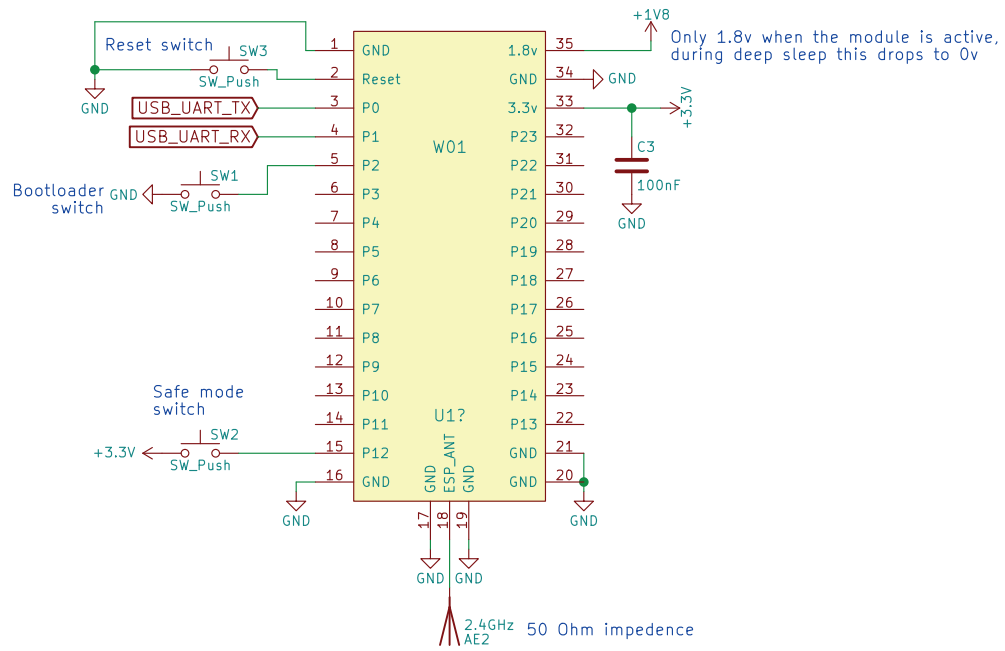 +1V8
Only 1.8v when the module is active,
during deep sleep this drops to 0v
Reset switch
SW3
SW_Push
GND
1 GND
2 Reset
USB_UART_TX 3 P0
USB_UART_RX 4 P1
5 P2
Bootloader
switch
GND
SW1
SW_Push
6 P3
7 P4
8 P5
9 P6
10 P7
11 P8
12 P9
13 P10
14 P11
Safe mode
switch
+3.3V
SW2
SW_Push
15 P12
16 GND
GND
W01
U1?
1.8v 35
GND 34 GND
3.3v 33
+3.3V
C3
100nF
GND
P23 32
P22 31
P21 30
P20 29
P19 28
P18 27
P17 26
P16 25
P15 24
P14 23
P13 22
GND 21
GND 20
GND
GND 17
ESP_ANT 18
GND 19
GND GND
2.4GHz
AE2
50 Ohm impedence